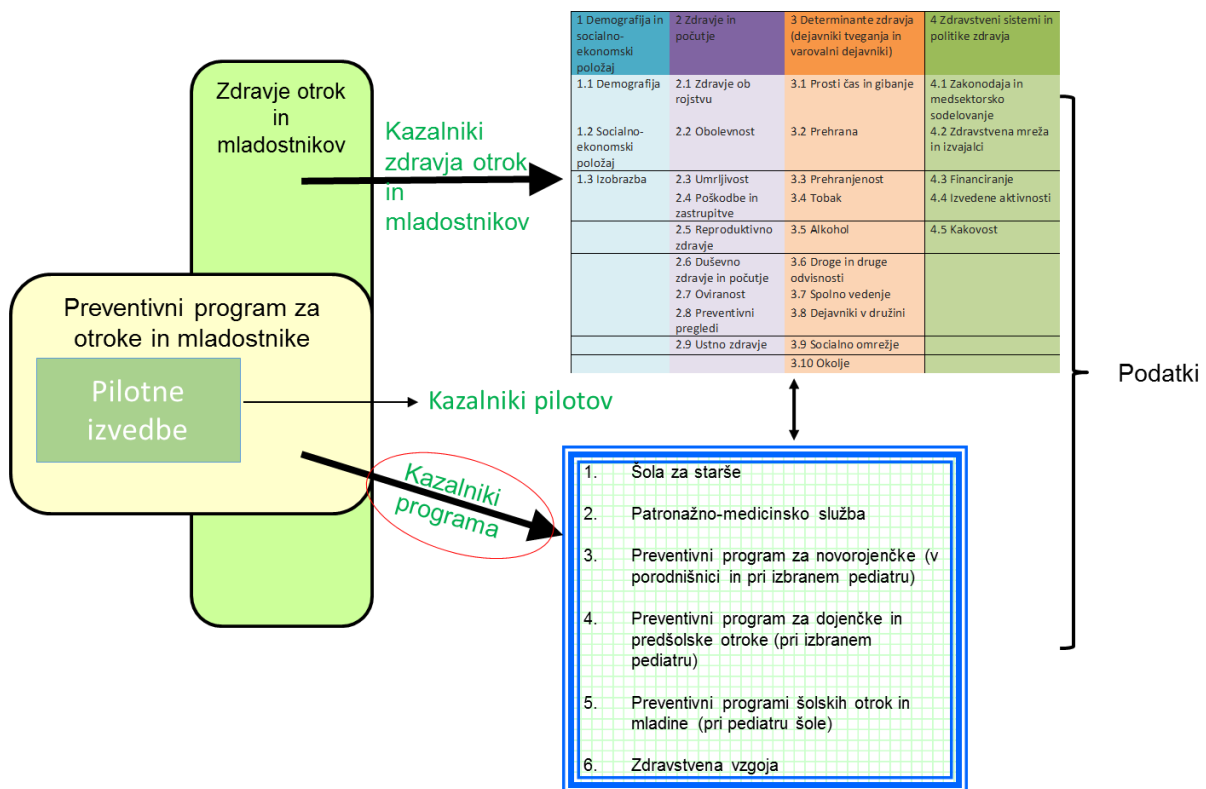 Zdravje otrok
in
mladostnikov
Kazalniki
zdravja otrok
in
mladostnikov
Preventivni program za
otroke in mladostnike
Pilotne
izvedbe
Kazalniki pilotov
Kazalniki
programa
1 Demografija in
socialno-
ekonomski
položaj
2 Zdravje in
počutje
3 Determinante zdravja
(dejavniki tveganja in
varovalni dejavniki)
4 Zdravstveni sistemi in
politike zdravja
1.1 Demografija
2.1 Zdravje ob
rojstvu
3.1 Prosti čas in gibanje
4.1 Zakonodaja in
medsektorsko
sodelovanje
1.2 Socialno-
ekonomski
položaj
2.2 Obolevnost
3.2 Prehrana
4.2 Zdravstvena mreža
in izvajalci
1.3 Izobrazba
2.3 Umrljivost
3.3 Prehranjenost
4.3 Financiranje
2.4 Poškodbe in
zastrupitve
3.4 Tobak
4.4 Izvedene aktivnosti
2.5 Reproduktivno
zdravje
3.5 Alkohol
4.5 Kakovost
2.6 Duševno
zdravje in počutje
3.6 Droge in druge
odvisnosti
2.7 Oviranost
3.7 Spolno vedenje
2.8 Preventivni
pregledi
3.8 Dejavniki v družini
2.9 Ustno zdravje
3.9 Socialno omrežje
3.10 Okolje
Podatki
1. Šola za starše
2. Patronažno-medicinsko služba
3. Preventivni program za novorojenčke (v
porodnišnici in pri izbranem pediatru)
4. Preventivni program za dojenčke in
predšolske otroke (pri izbranem
pediatru)
5. Preventivni programi šolskih otrok in
mladine (pri pediatru šole)
6. Zdravstvena vzgoja